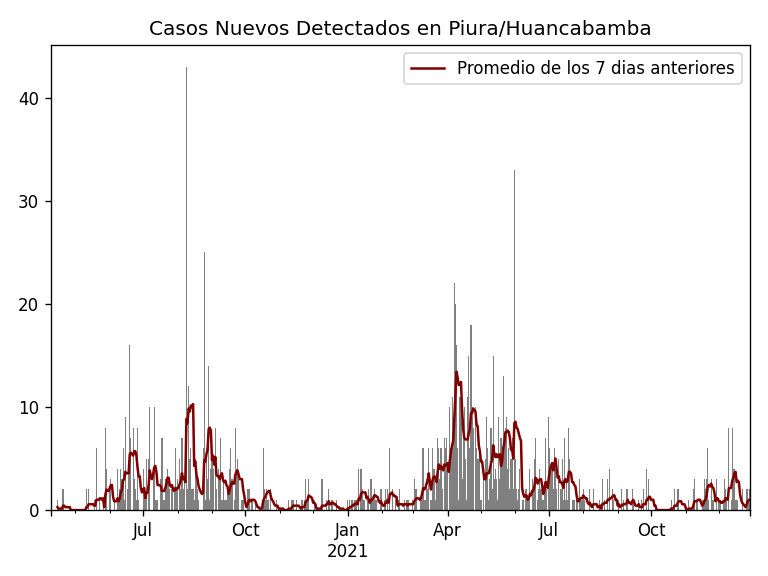 Casos Nuevos Detectados en Piura/Huancabamba
Promedio de los 7 dias anteriores
40
30
20
10
0
Jul
Oct
Jan
2021
Apr
Jul
Oct